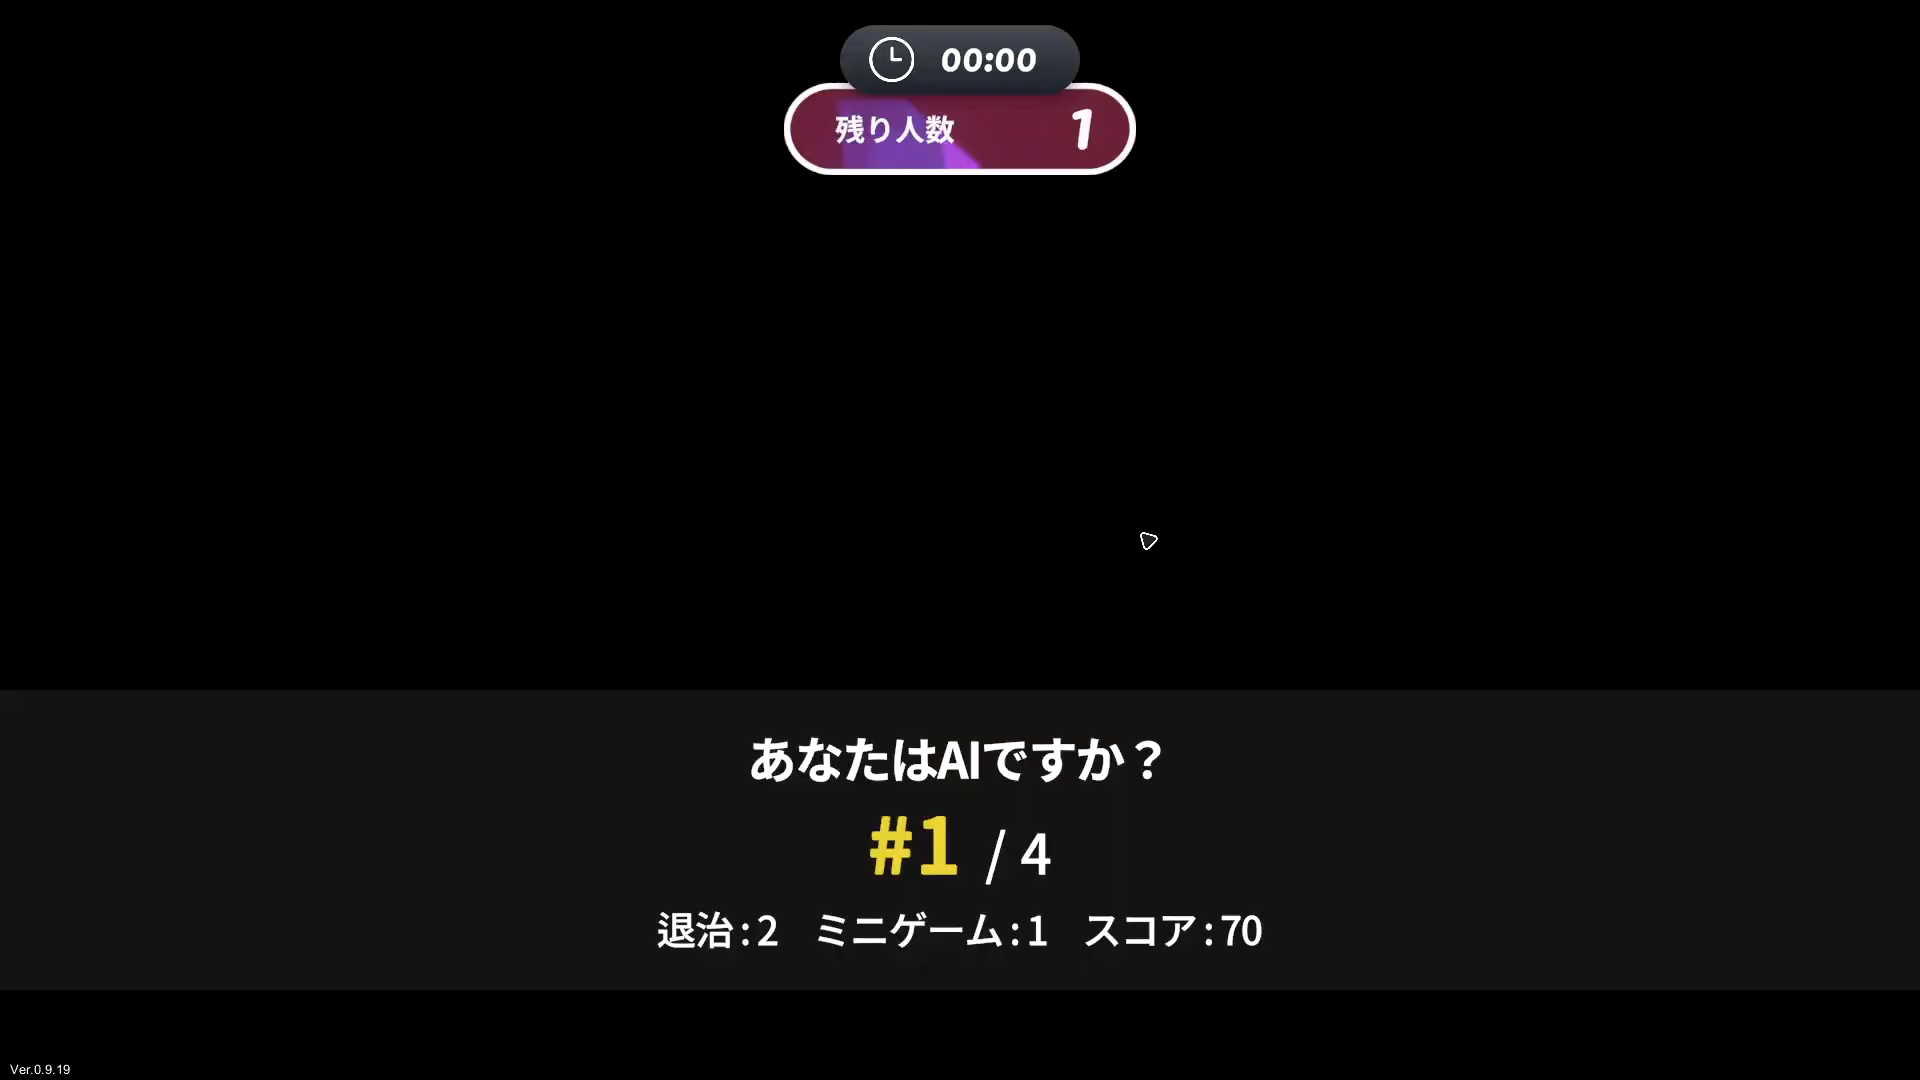 00:00
残り人数 1
あなたはAIですか？
#1 / 4
退治:2 ミニゲーム:1 スコア:70
Ver.0.9.19